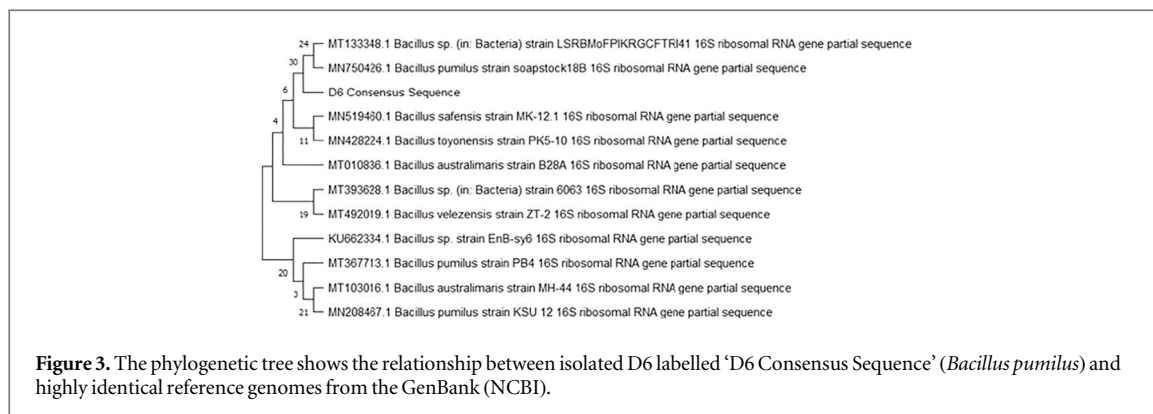 24
MT133348.1 Bacillus sp. (in: Bacteria) strain LSRBMoFPIKRGCFTRI41 16S ribosomal RNA gene partial sequence
30
MN750426.1 Bacillus pumilus strain soapstock18B 16S ribosomal RNA gene partial sequence
6
D6 Consensus Sequence
MN519460.1 Bacillus safensis strain MK-12.1 16S ribosomal RNA gene partial sequence
4
11
MN428224.1 Bacillus toyonensis strain PK5-10 16S ribosomal RNA gene partial sequence
MT010836.1 Bacillus australimaris strain B28A 16S ribosomal RNA gene partial sequence
MT393628.1 Bacillus sp. (in: Bacteria) strain 6063 16S ribosomal RNA gene partial sequence
19
MT492019.1 Bacillus velezensis strain ZT-2 16S ribosomal RNA gene partial sequence
KU662334.1 Bacillus sp. strain EnB-sy6 16S ribosomal RNA gene partial sequence
20
MT367713.1 Bacillus pumilus strain PB4 16S ribosomal RNA gene partial sequence
3
MT103016.1 Bacillus australimaris strain MH-44 16S ribosomal RNA gene partial sequence
21
MN208467.1 Bacillus pumilus strain KSU 12 16S ribosomal RNA gene partial sequence
Figure 3. The phylogenetic tree shows the relationship between isolated D6 labelled ‘D6 Consensus Sequence’ (Bacillus pumilus) and
highly identical reference genomes from the GenBank (NCBI).